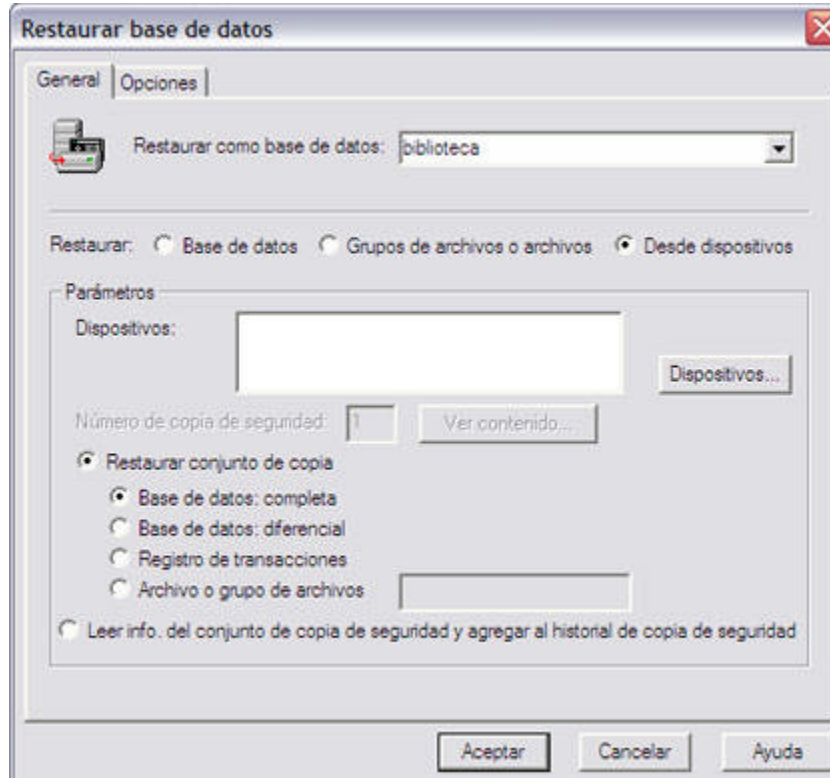 Restaurar base de datos
General Opciones
Restaurar como base de datos: biblioteca
Restaurar: Base de datos Grupos de archivos o archivos Desde dispositivos
Parámetros
Dispositivos:
Dispositivos...
Número de copia de seguridad: 1 Ver contenido...
Restaurar conjunto de copia
Base de datos: completa
Base de datos: diferencial
Registro de transacciones
Archivo o grupo de archivos
Leer info. del conjunto de copia de seguridad y agregar al historial de copia de seguridad
Aceptar Cancelar Ayuda